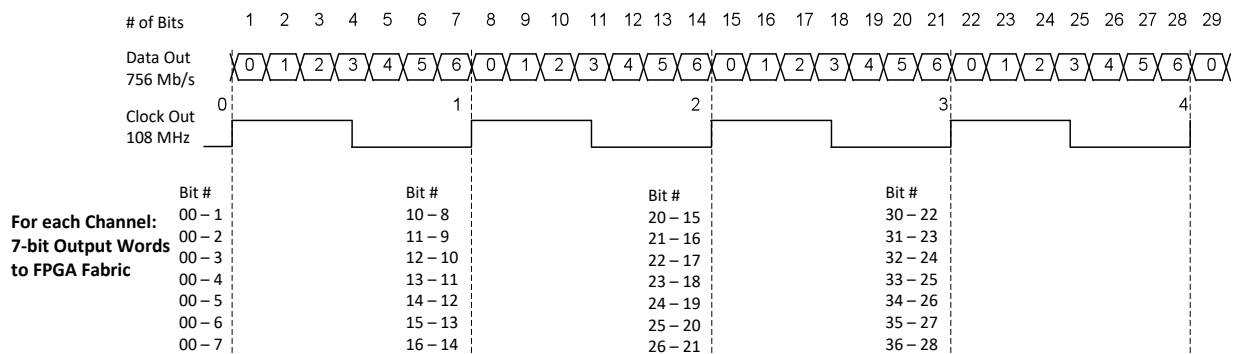 # of Bits 1 2 3 4 5 6 7 8 9 10 11 12 13 14 15 16 17 18 19 20 21 22 23 24 25 26 27 28 29
Data Out
756 Mb/s
0 1 2 3 4 5 6 0 1 2 3 4 5 6 0 1 2 3 4 5 6 0 1 2 3 4 5 6 0
0 1 2 3 4
Clock Out
108 MHz
For each Channel:
7-bit Output Words
to FPGA Fabric
Bit #
00 – 1
00 – 2
00 – 3
00 – 4
00 – 5
00 – 6
00 – 7
Bit #
10 – 8
11 – 9
12 – 10
13 – 11
14 – 12
15 – 13
16 – 14
Bit #
20 – 15
21 – 16
22 – 17
23 – 18
24 – 19
25 – 20
26 – 21
Bit #
30 – 22
31 – 23
32 – 24
33 – 25
34 – 26
35 – 27
36 – 28